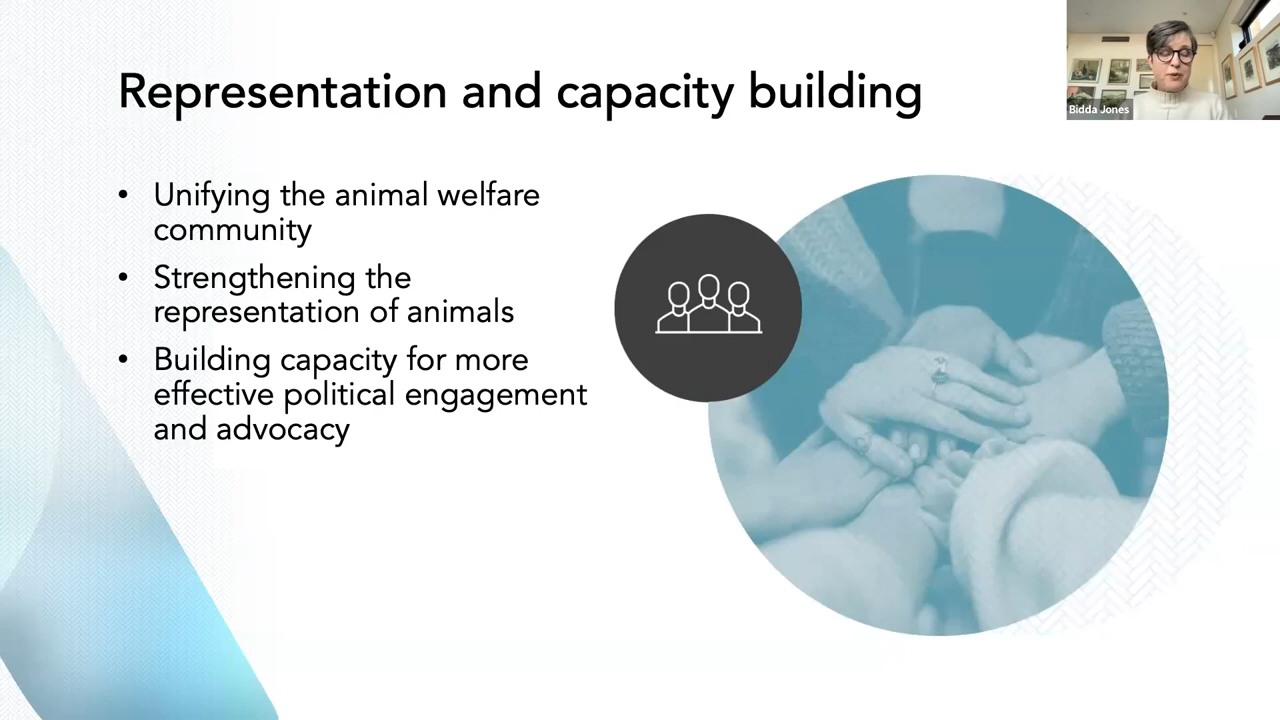 Representation and capacity building
Bidda Jones
• Unifying the animal welfare
community
• Strengthening the
representation of animals
• Building capacity for more
effective political engagement
and advocacy